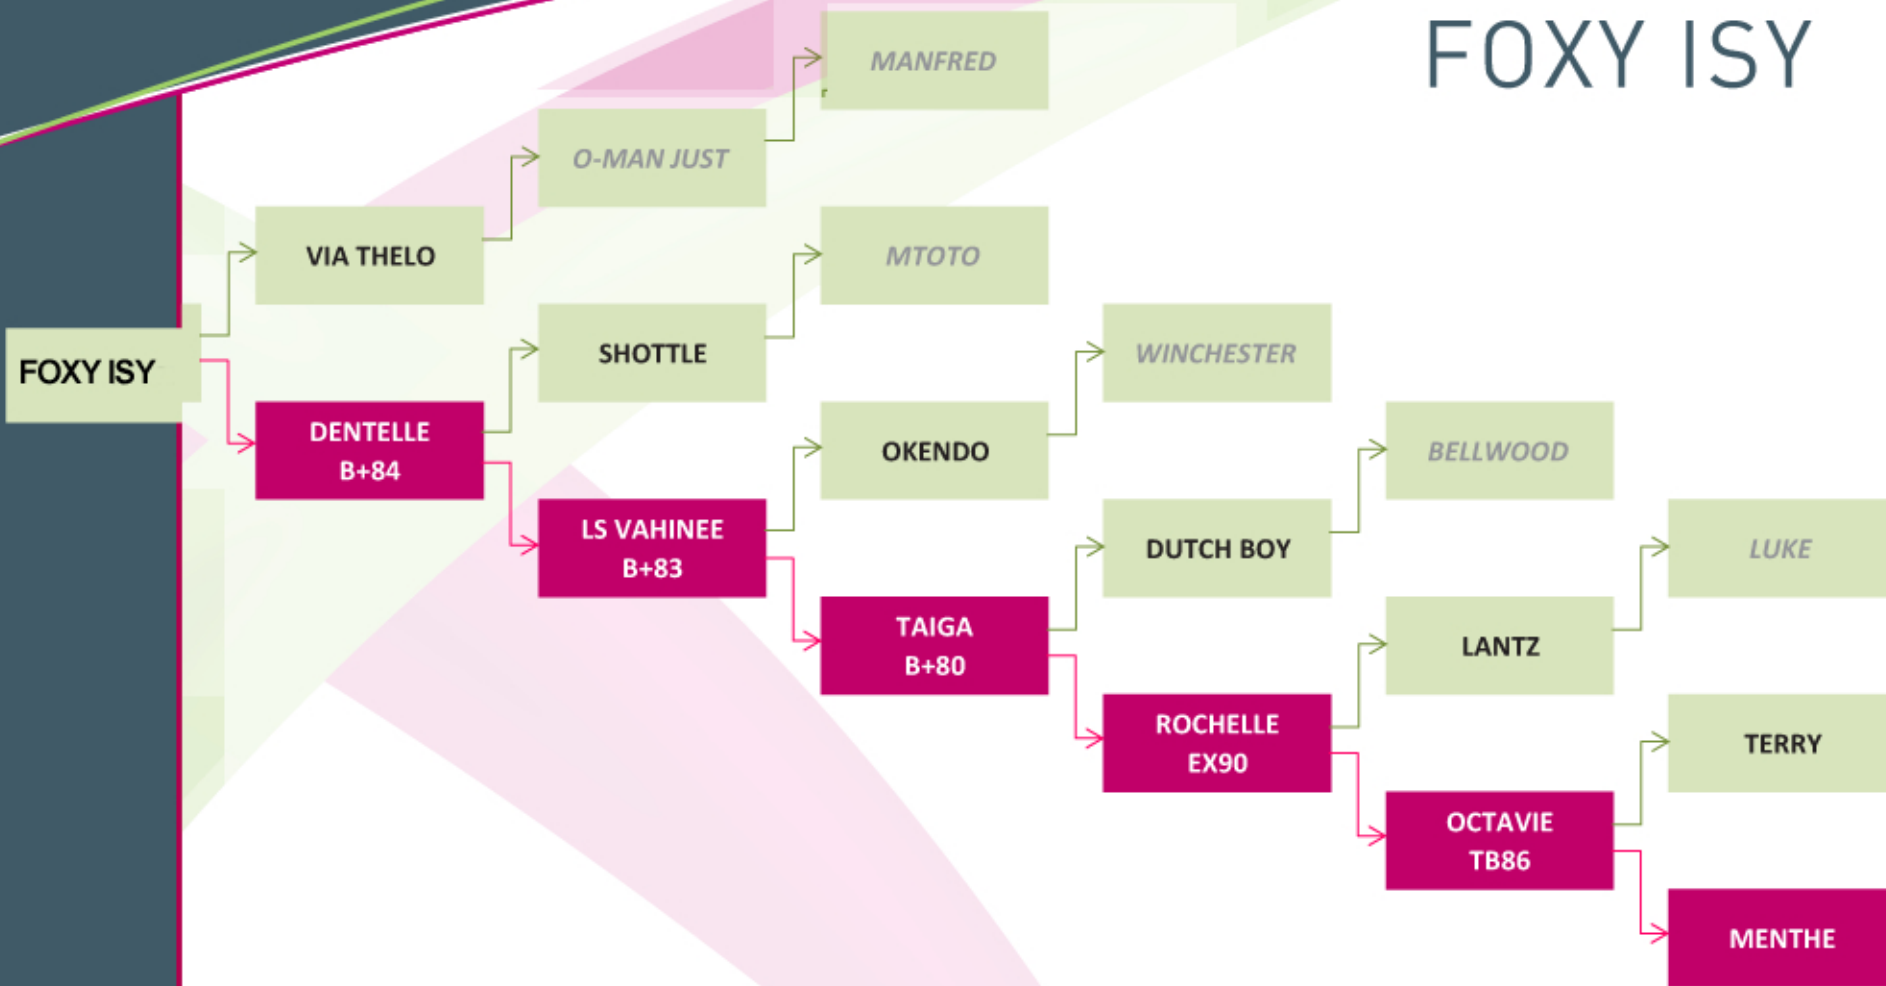 FOXY ISY
MANFRED
O-MAN JUST
VIA THELO
MTOTO
SHOTTLE
WINCHESTER
FOXY ISY
DENTELLE
B+84
OKENDO
BELLWOOD
LS VAHINEE
B+83
DUTCH BOY
LUKE
TAIGA
B+80
LANTZ
ROCHELLE
EX90
TERRY
OCTAVIE
TB86
MENTHE